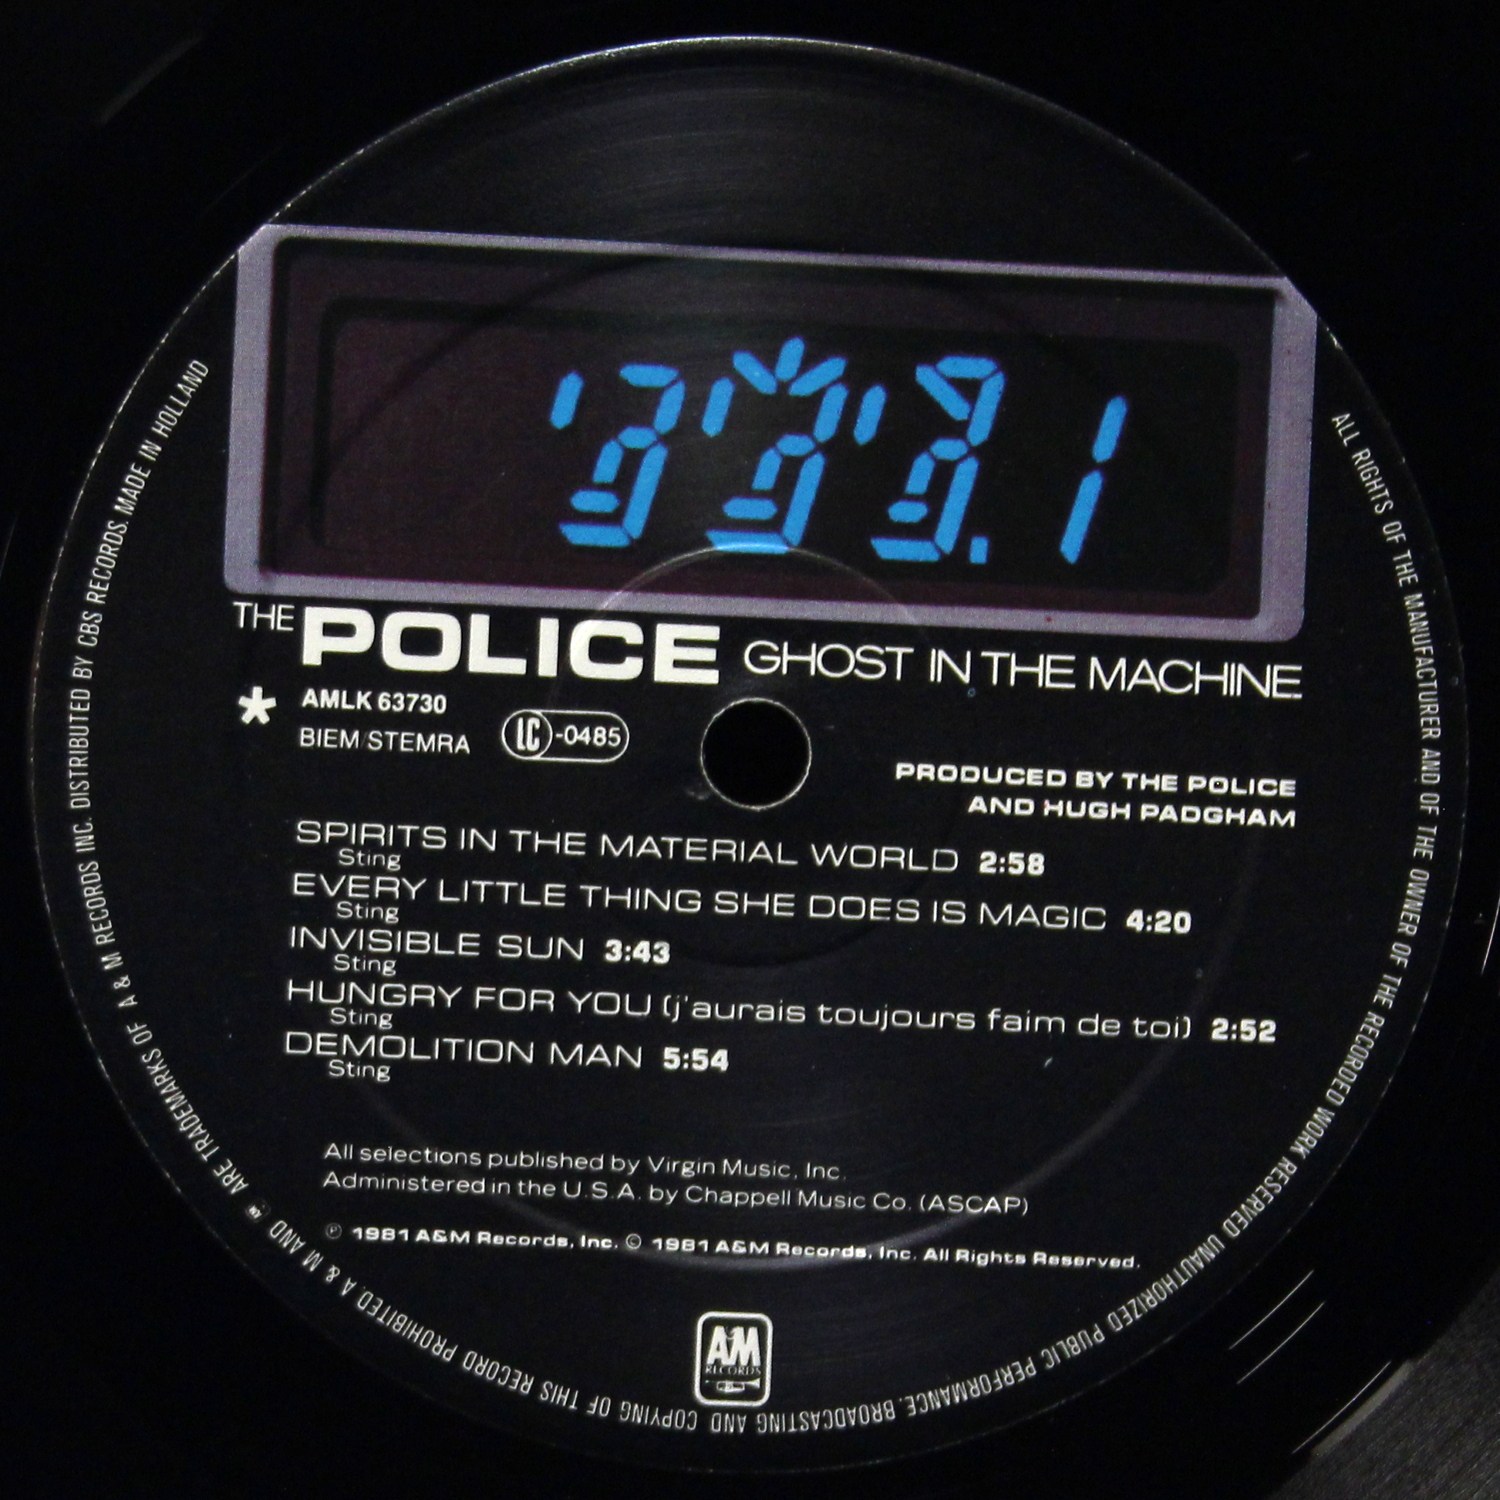 THE POLICE GHOST IN THE MACHINE
* AMLK 63730
BIEM/STEMRA LC-0485
PRODUCED BY THE POLICE
AND HUGH PADGHAM
SPIRITS IN THE MATERIAL WORLD 2:58
Sting
EVERY LITTLE THING SHE DOES IS MAGIC 4:20
Sting
INVISIBLE SUN 3:43
Sting
HUNGRY FOR YOU (j'aurais toujours faim de toi) 2:52
Sting
DEMOLITION MAN 5:54
Sting
All selections published by Virgin Music, Inc.
Administered in the U.S.A. by Chappell Music Co. (ASCAP)
℗ 1981 A&M Records, Inc. © 1981 A&M Records, Inc. All Rights Reserved.
A&M
RECORDS
ALL RIGHTS OF THE MANUFACTURER AND OF THE OWNER OF THE RECORDED WORK RESERVED UNAUTHORIZED PUBLIC PERFORMANCE. BROADCASTING AND COPYING OF THIS RECORD PROHIBITED. A & M AND ARE TRADEMARKS OF A & M RECORDS INC. DISTRIBUTED BY CBS RECORDS. MADE IN HOLLAND